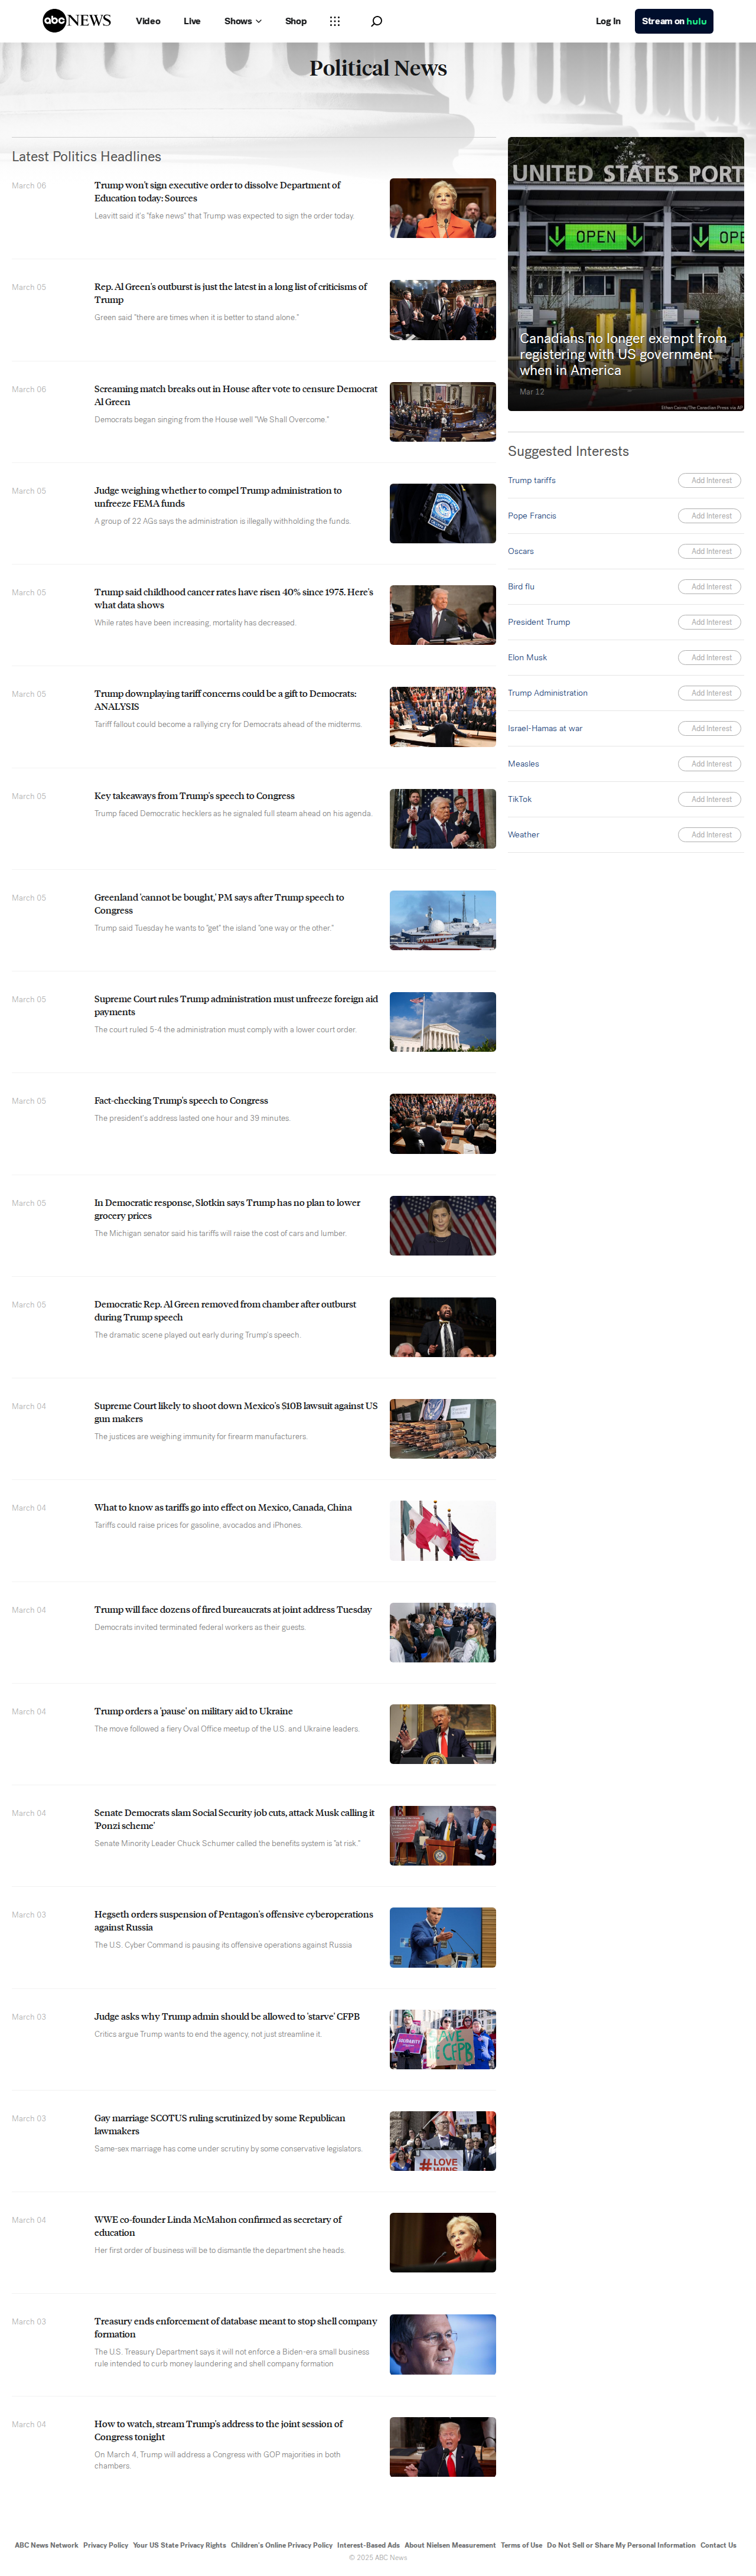 abc NEWS
Video
Live
Shows
Shop
Log In
Stream on hulu
Political News
Latest Politics Headlines
March 06
Trump won't sign executive order to dissolve Department of
Education today: Sources
Leavitt said it's "fake news" that Trump was expected to sign the order today.
March 05
Rep. Al Green's outburst is just the latest in a long list of criticisms of
Trump
Green said "there are times when it is better to stand alone."
March 06
Screaming match breaks out in House after vote to censure Democrat
Al Green
Democrats began singing from the House well "We Shall Overcome."
March 05
Judge weighing whether to compel Trump administration to
unfreeze FEMA funds
A group of 22 AGs says the administration is illegally withholding the funds.
March 05
Trump said childhood cancer rates have risen 40% since 1975. Here's
what data shows
While rates have been increasing, mortality has decreased.
March 05
Trump downplaying tariff concerns could be a gift to Democrats:
ANALYSIS
Tariff fallout could become a rallying cry for Democrats ahead of the midterms.
March 05
Key takeaways from Trump's speech to Congress
Trump faced Democratic hecklers as he signaled full steam ahead on his agenda.
March 05
Greenland 'cannot be bought,' PM says after Trump speech to
Congress
Trump said Tuesday he wants to "get" the island "one way or the other."
March 05
Supreme Court rules Trump administration must unfreeze foreign aid
payments
The court ruled 5-4 the administration must comply with a lower court order.
March 05
Fact-checking Trump's speech to Congress
The president's address lasted one hour and 39 minutes.
March 05
In Democratic response, Slotkin says Trump has no plan to lower
grocery prices
The Michigan senator said his tariffs will raise the cost of cars and lumber.
March 05
Democratic Rep. Al Green removed from chamber after outburst
during Trump speech
The dramatic scene played out early during Trump's speech.
March 04
Supreme Court likely to shoot down Mexico's $10B lawsuit against US
gun makers
The justices are weighing immunity for firearm manufacturers.
March 04
What to know as tariffs go into effect on Mexico, Canada, China
Tariffs could raise prices for gasoline, avocados and iPhones.
March 04
Trump will face dozens of fired bureaucrats at joint address Tuesday
Democrats invited terminated federal workers as their guests.
March 04
Trump orders a 'pause' on military aid to Ukraine
The move followed a fiery Oval Office meetup of the U.S. and Ukraine leaders.
March 04
Senate Democrats slam Social Security job cuts, attack Musk calling it
'Ponzi scheme'
Senate Minority Leader Chuck Schumer called the benefits system is "at risk."
March 03
Hegseth orders suspension of Pentagon's offensive cyberoperations
against Russia
The U.S. Cyber Command is pausing its offensive operations against Russia
March 03
Judge asks why Trump admin should be allowed to 'starve' CFPB
Critics argue Trump wants to end the agency, not just streamline it.
SOLIDARITY
SAVE
THE CFPB
March 03
Gay marriage SCOTUS ruling scrutinized by some Republican
lawmakers
Same-sex marriage has come under scrutiny by some conservative legislators.
#LOVE
WINS
March 04
WWE co-founder Linda McMahon confirmed as secretary of
education
Her first order of business will be to dismantle the department she heads.
March 03
Treasury ends enforcement of database meant to stop shell company
formation
The U.S. Treasury Department says it will not enforce a Biden-era small business
rule intended to curb money laundering and shell company formation
March 04
How to watch, stream Trump's address to the joint session of
Congress tonight
On March 4, Trump will address a Congress with GOP majorities in both
chambers.
UNITED STATES PORT
OPEN
OPE
Canadians no longer exempt from
registering with US government
when in America
Mar 12
Ethan Cairns/The Canadian Press via AP
Suggested Interests
Trump tariffs Add Interest
Pope Francis Add Interest
Oscars Add Interest
Bird flu Add Interest
President Trump Add Interest
Elon Musk Add Interest
Trump Administration Add Interest
Israel-Hamas at war Add Interest
Measles Add Interest
TikTok Add Interest
Weather Add Interest
ABC News Network Privacy Policy Your US State Privacy Rights Children's Online Privacy Policy Interest-Based Ads About Nielsen Measurement Terms of Use Do Not Sell or Share My Personal Information Contact Us
© 2025 ABC News